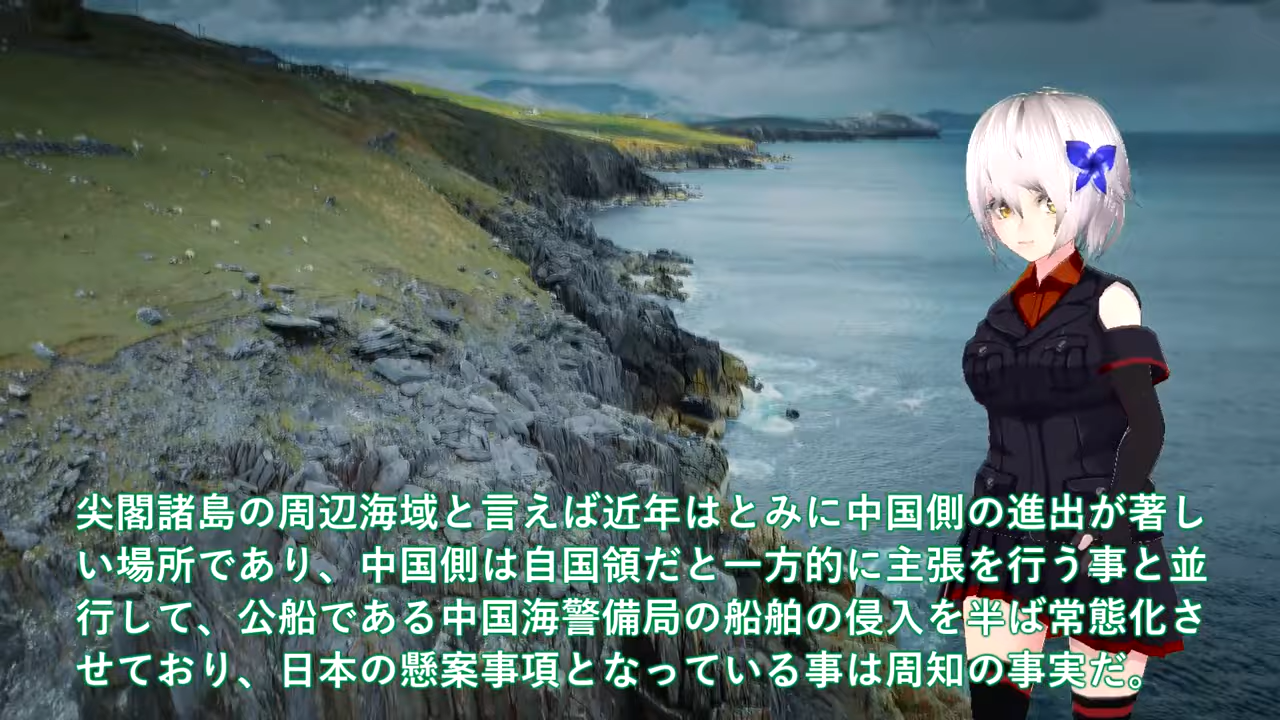 尖閣諸島の周辺海域と言えば近年はとみに中国側の進出が著し
い場所であり、中国側は自国領だと一方的に主張を行う事と並
行して、公船である中国海警備局の船舶の侵入を半ば常態化さ
せており、日本の懸案事項となっている事は周知の事実だ。